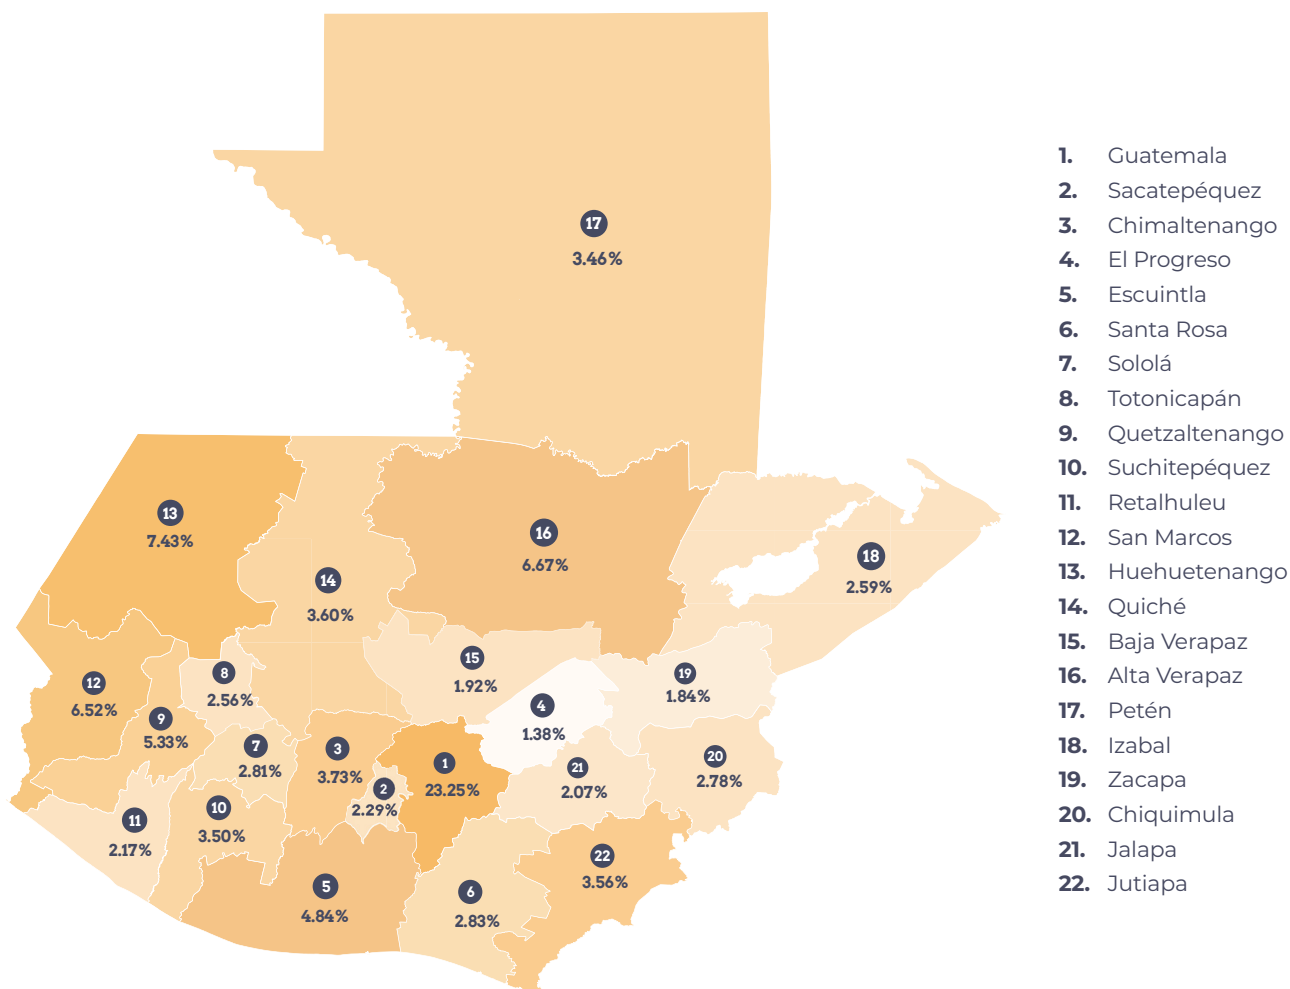 17
3.46%
13
7.43%
16
6.67%
18
2.59%
14
3.60%
15
1.92%
8
2.56%
19
1.84%
12
6.52%
4
1.38%
9
5.33%
7
2.81%
3
3.73%
1
23.25%
20
2.78%
21
2.07%
2
2.29%
10
3.50%
11
2.17%
22
3.56%
5
4.84%
6
2.83%
1. Guatemala
2. Sacatepéquez
3. Chimaltenango
4. El Progreso
5. Escuintla
6. Santa Rosa
7. Sololá
8. Totonicapán
9. Quetzaltenango
10. Suchitepéquez
11. Retalhuleu
12. San Marcos
13. Huehuetenango
14. Quiché
15. Baja Verapaz
16. Alta Verapaz
17. Petén
18. Izabal
19. Zacapa
20. Chiquimula
21. Jalapa
22. Jutiapa